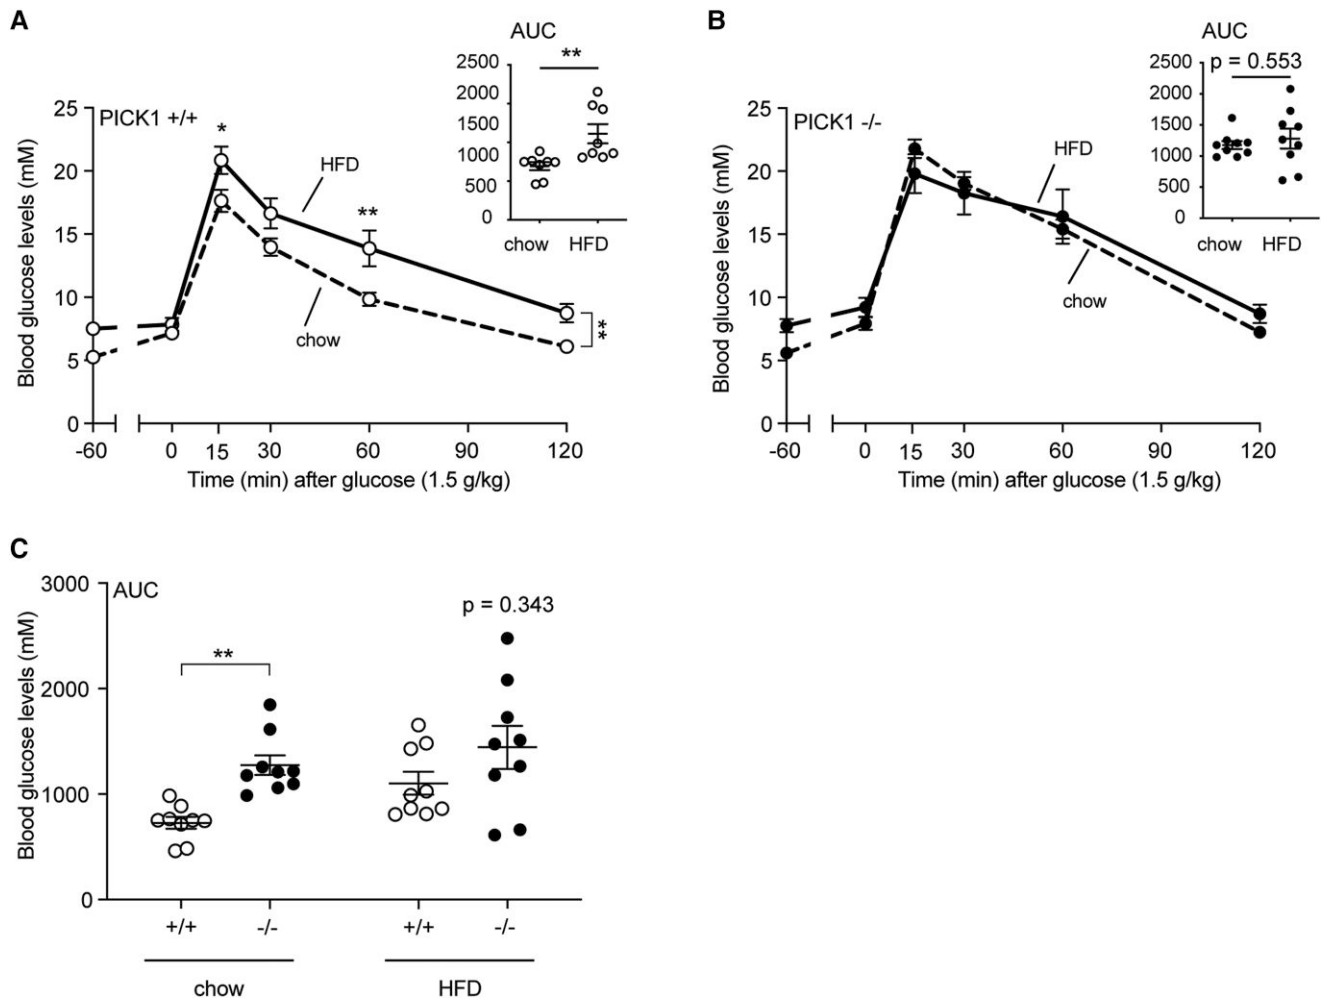 A
AUC
**
2500
2000
1500
1000
500
0
chow HFD
25
20
15
10
5
0
PICK1 +/+
*
HFD
**
chow
**
Blood glucose levels (mM)
-60 0 15 30 60 90 120
Time (min) after glucose (1.5 g/kg)
B
AUC
p = 0.553
2500
2000
1500
1000
500
0
chow HFD
25
20
15
10
5
0
PICK1 -/-
HFD
chow
Blood glucose levels (mM)
-60 0 15 30 60 90 120
Time (min) after glucose (1.5 g/kg)
C
3000
2000
1000
0
AUC
p = 0.343
**
Blood glucose levels (mM)
+/+ -/- +/+ -/-
chow HFD